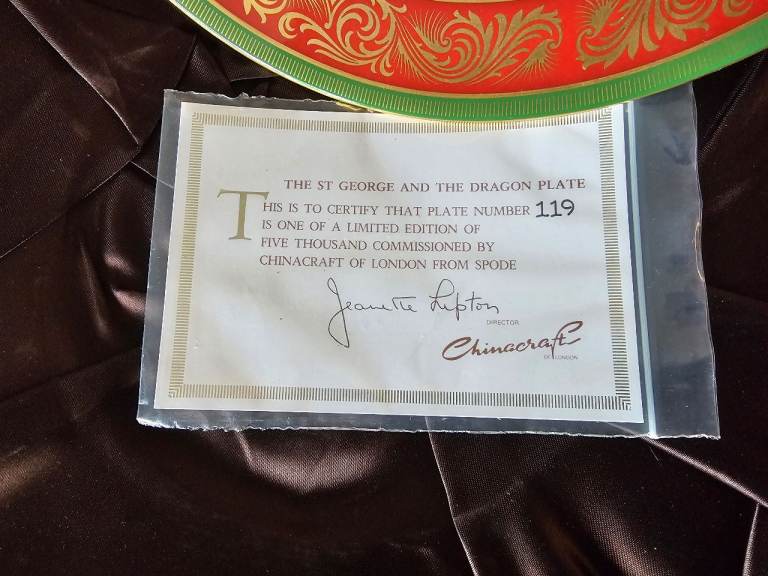 THE ST GEORGE AND THE DRAGON PLATE
THIS IS TO CERTIFY THAT PLATE NUMBER 119
IS ONE OF A LIMITED EDITION OF
FIVE THOUSAND COMMISSIONED BY
CHINACRAFT OF LONDON FROM SPODE
Jeanette Lipton
DIRECTOR
Chinacraft
OF LONDON